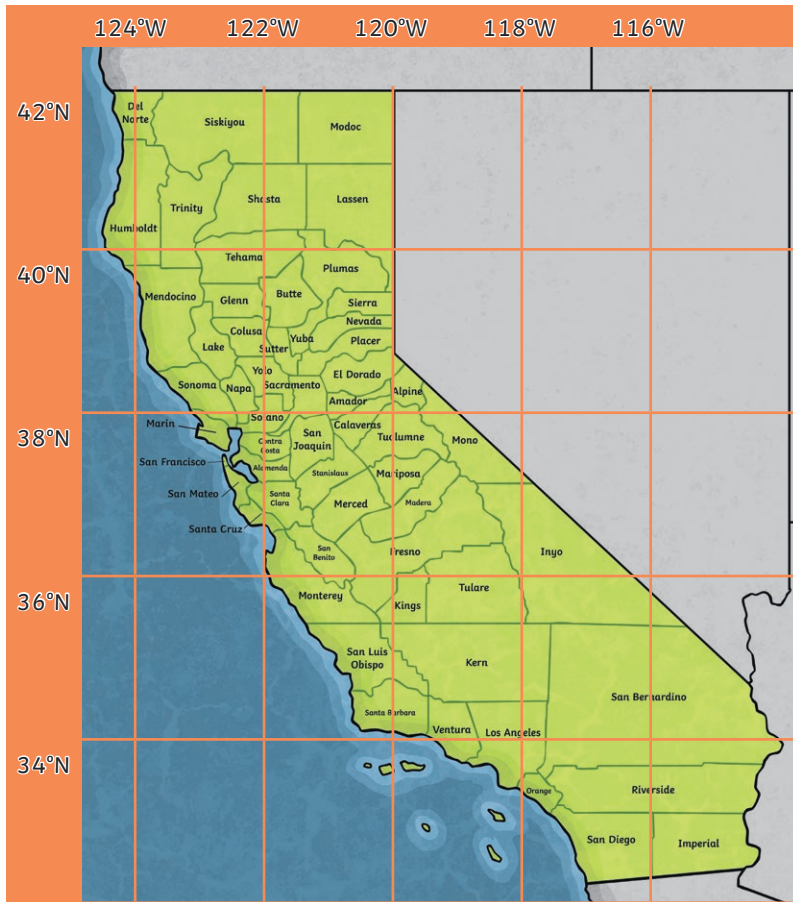 124°W 122°W 120°W 118°W 116°W
42°N
Del
Norte
Siskiyou
Modoc
Trinity
Shasta
Lassen
Humboldt
40°N
Tehama
Plumas
Mendocino
Glenn
Butte
Sierra
Nevada
Colusa
Lake
Sutter
Yuba
Placer
Yolo
El Dorado
Sonoma
Napa
Sacramento
Alpine
Amador
38°N
Solano
Marin
Calaveras
San
Joaquin
Tuolumne
Mono
Contra
Costa
San Francisco
Alamenda
Stanislaus
Mariposa
San Mateo
Santa
Clara
Merced
Madera
Santa Cruz
San
Benito
Fresno
Inyo
36°N
Monterey
Kings
Tulare
San Luis
Obispo
Kern
San Bernardino
Santa Barbara
Ventura
Los Angeles
34°N
Orange
Riverside
San Diego
Imperial